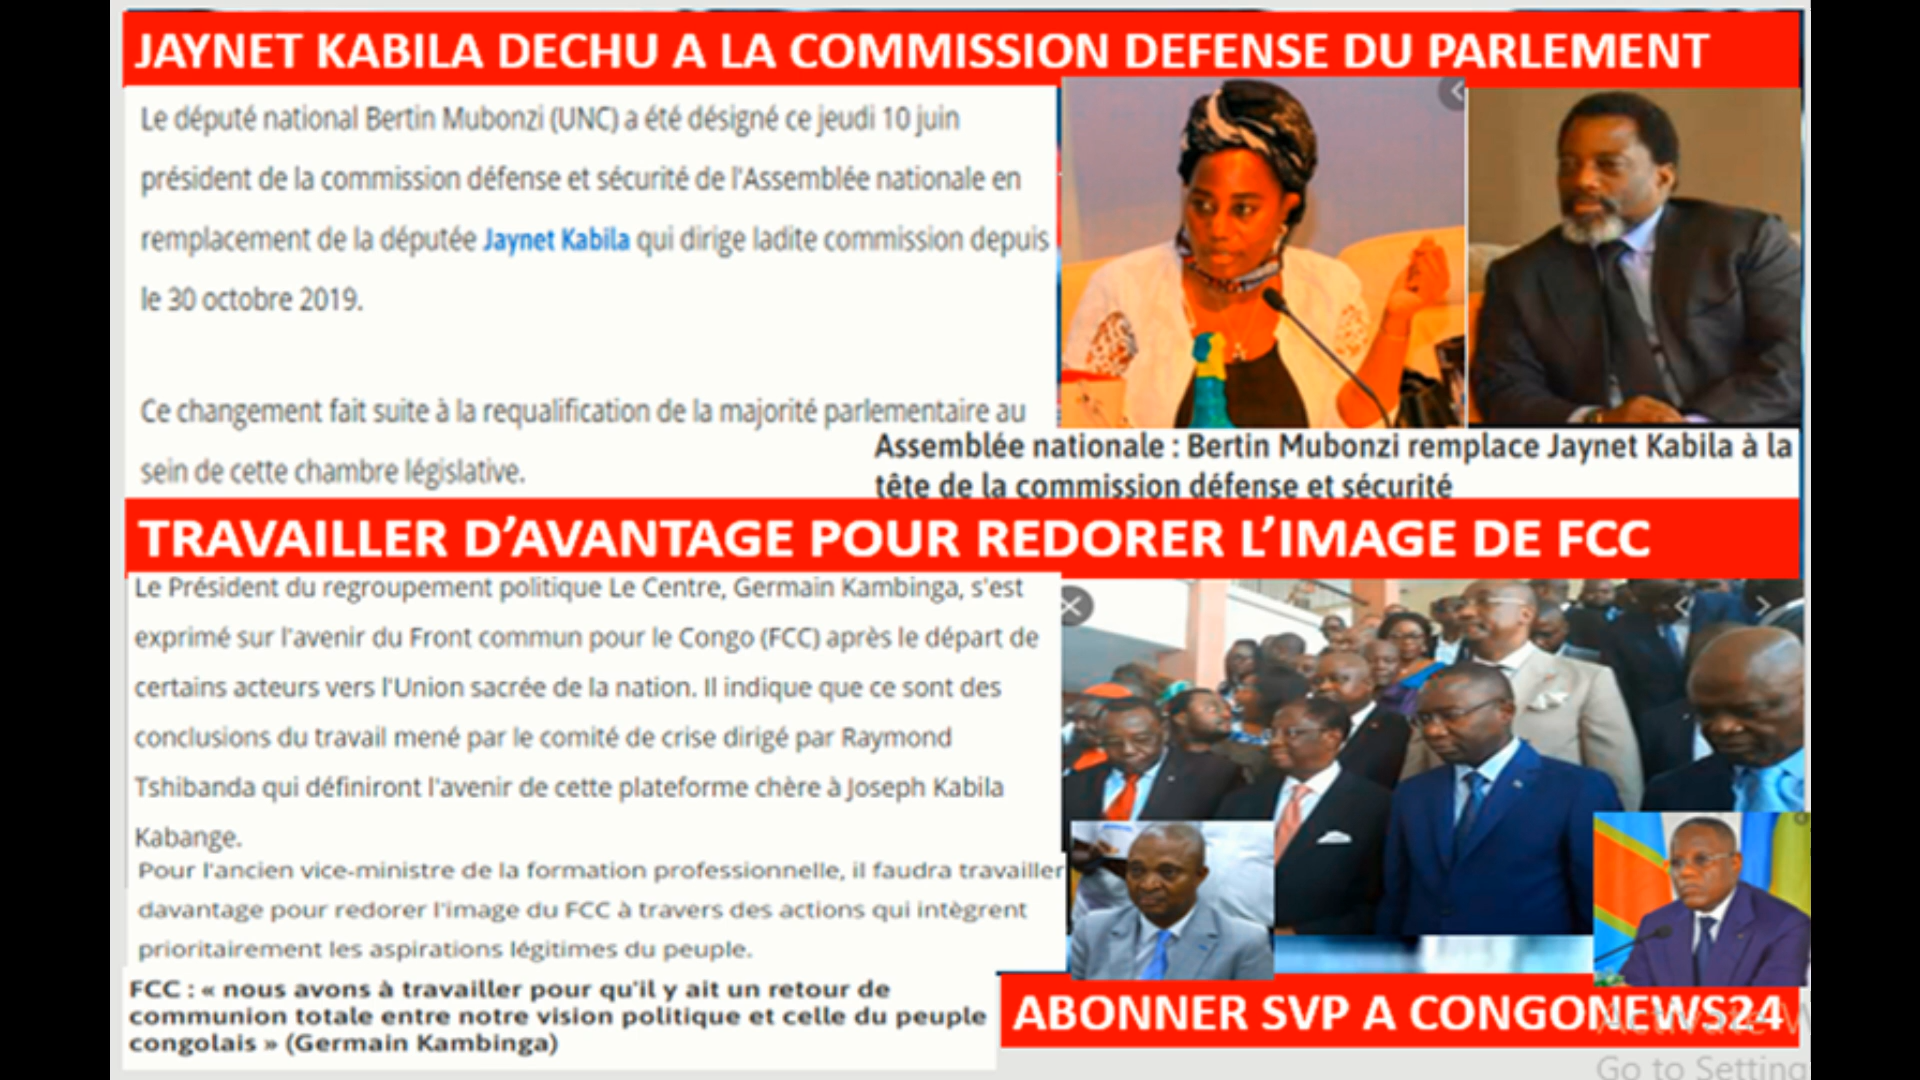 JAYNET KABILA DECHU A LA COMMISSION DEFENSE DU PARLEMENT
Le député national Bertin Mubonzi (UNC) a été désigné ce jeudi 10 juin
président de la commission défense et sécurité de l'Assemblée nationale en
remplacement de la députée Jaynet Kabila qui dirige ladite commission depuis
le 30 octobre 2019.
Ce changement fait suite à la requalification de la majorité parlementaire au
sein de cette chambre législative.
Assemblée nationale : Bertin Mubonzi remplace Jaynet Kabila à la
tête de la commission défense et sécurité
TRAVAILLER D’AVANTAGE POUR REDORER L’IMAGE DE FCC
Le Président du regroupement politique Le Centre, Germain Kambinga, s'est
exprimé sur l'avenir du Front commun pour le Congo (FCC) après le départ de
certains acteurs vers l'Union sacrée de la nation. Il indique que ce sont des
conclusions du travail mené par le comité de crise dirigé par Raymond
Tshibanda qui définiront l'avenir de cette plateforme chère à Joseph Kabila
Kabange.
Pour l'ancien vice-ministre de la formation professionnelle, il faudra travailler
davantage pour redorer l'image du FCC à travers des actions qui intègrent
prioritairement les aspirations légitimes du peuple.
FCC : « nous avons à travailler pour qu'il y ait un retour de
communion totale entre notre vision politique et celle du peuple
congolais » (Germain Kambinga)
ABONNER SVP A CONGONEWS24
Activate W
Go to Setting